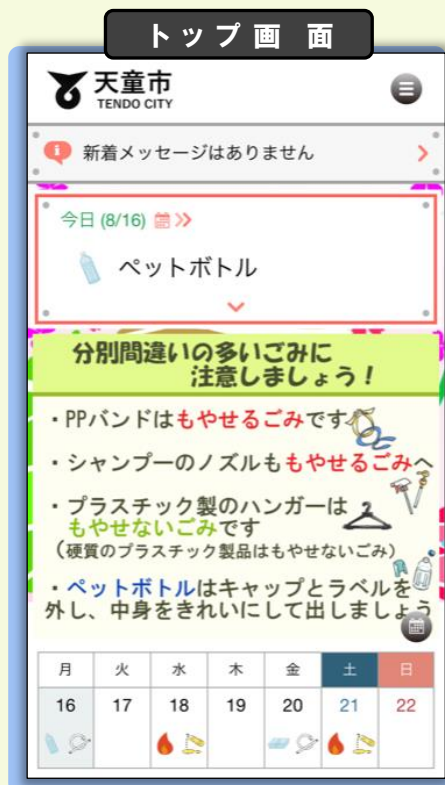 トップ画面
天童市
TENDO CITY
新着メッセージはありません
今日 (8/16)
ペットボトル
分別間違いの多いごみに
注意しましょう！
・PPバンドはもやせるごみです
・シャンプーのノズルももやせるごみへ
・プラスチック製のハンガーは
もやせないごみです
（硬質のプラスチック製品はもやせないごみ）
・ペットボトルはキャップとラベルを
外し、中身をきれいにして出しましょう
月 火 水 木 金 土 日
16 17 18 19 20 21 22